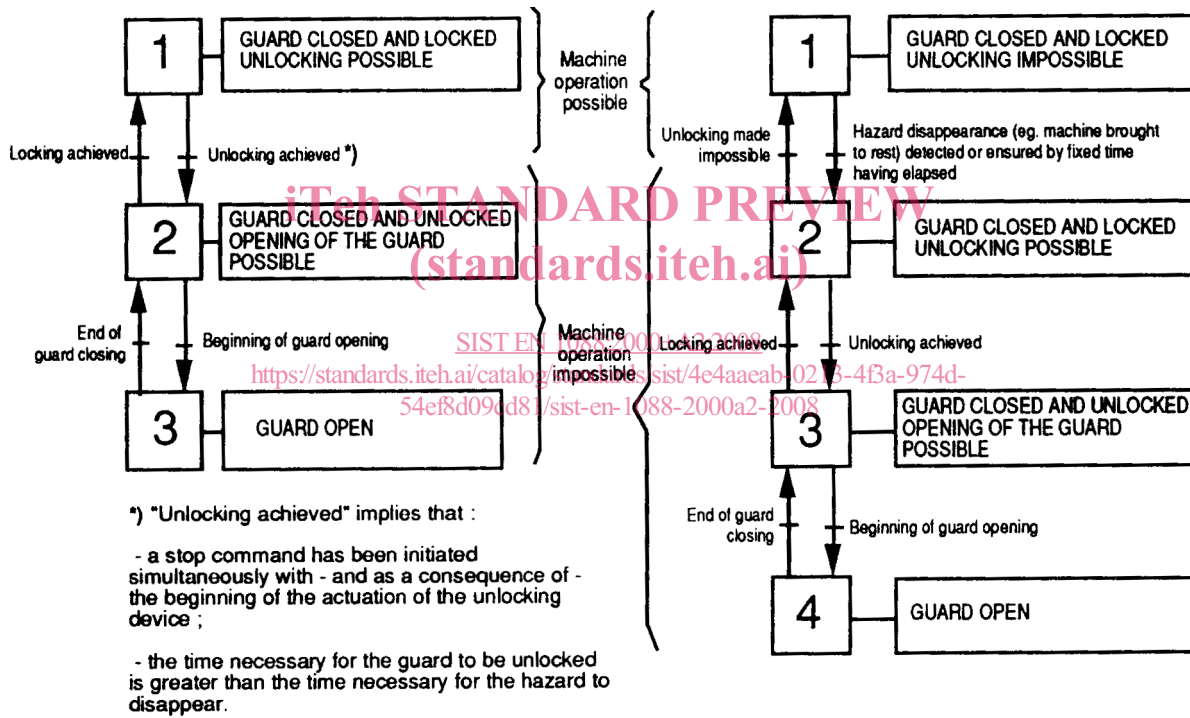 1
GUARD CLOSED AND LOCKED
UNLOCKING POSSIBLE
Locking achieved
Unlocking achieved *)
2
GUARD CLOSED AND UNLOCKED
OPENING OF THE GUARD
POSSIBLE
End of
guard closing
Beginning of guard opening
3
GUARD OPEN
*) "Unlocking achieved" implies that :
- a stop command has been initiated
simultaneously with - and as a consequence of -
the beginning of the actuation of the unlocking
device ;
- the time necessary for the guard to be unlocked
is greater than the time necessary for the hazard to
disappear.
Machine
operation
possible
Machine
operation
impossible
1
GUARD CLOSED AND LOCKED
UNLOCKING IMPOSSIBLE
Unlocking made
impossible
Hazard disappearance (eg. machine brought
to rest) detected or ensured by fixed time
having elapsed
2
GUARD CLOSED AND LOCKED
UNLOCKING POSSIBLE
Locking achieved
Unlocking achieved
3
GUARD CLOSED AND UNLOCKED
OPENING OF THE GUARD
POSSIBLE
End of guard
closing
Beginning of guard opening
4
GUARD OPEN
iTeh STANDARD PREVIEW
(standards.iteh.ai)
SIST EN 1088:2000+A2:2008
https://standards.iteh.ai/catalog/standards/sist/4e4aaeab-0213-4f3a-974d-
54ef8d09cd81/sist-en-1088-2000a2-2008